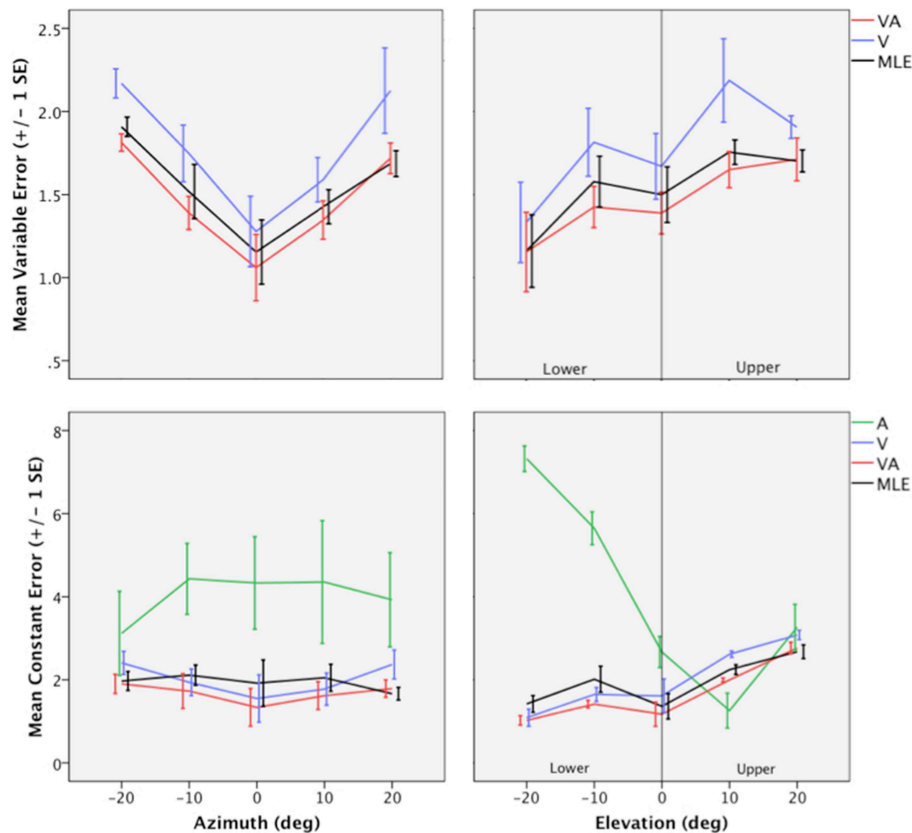 VA
V
MLE
2.5
2.0
1.5
1.0
.5
Mean Variable Error (+/− 1 SE)
Lower
Upper
A
V
VA
MLE
8
6
4
2
0
Mean Constant Error (+/− 1 SE)
Lower
Upper
−20 −10 0 10 20
−20 −10 0 10 20
Azimuth (deg)
Elevation (deg)